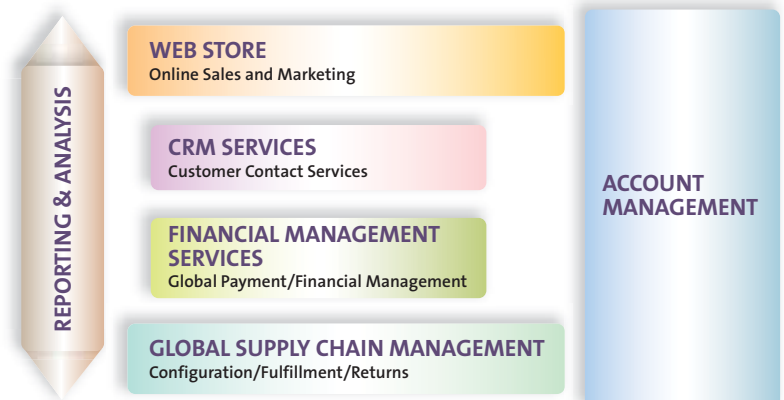 REPORTING & ANALYSIS
WEB STORE
Online Sales and Marketing
CRM SERVICES
Customer Contact Services
FINANCIAL MANAGEMENT
SERVICES
Global Payment/Financial Management
GLOBAL SUPPLY CHAIN MANAGEMENT
Configuration/Fulfillment/Returns
ACCOUNT
MANAGEMENT